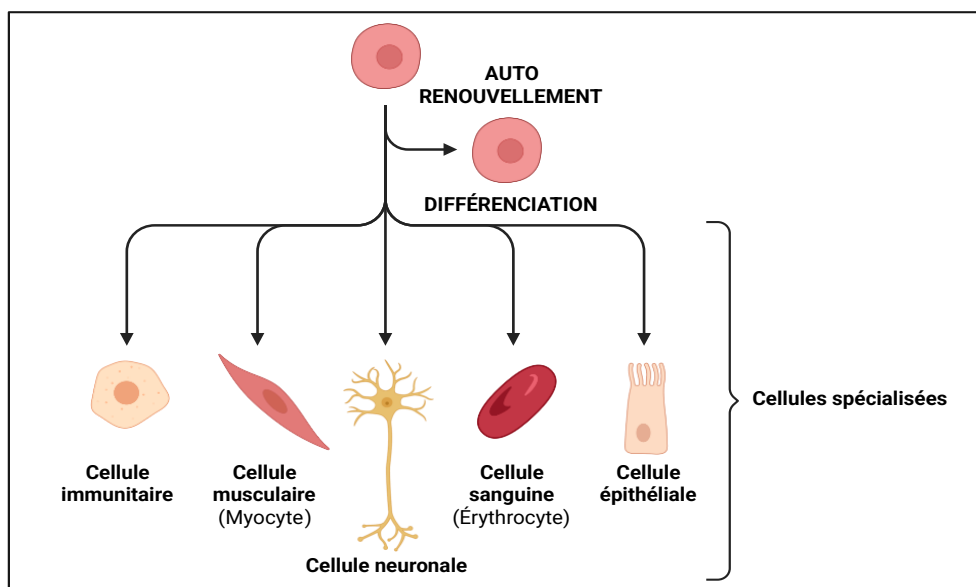 AUTO
RENOUVELLEMENT
DIFFÉRENCIATION
Cellules spécialisées
Cellule
immunitaire
Cellule
musculaire
(Myocyte)
Cellule neuronale
Cellule
sanguine
(Érythrocyte)
Cellule
épithéliale